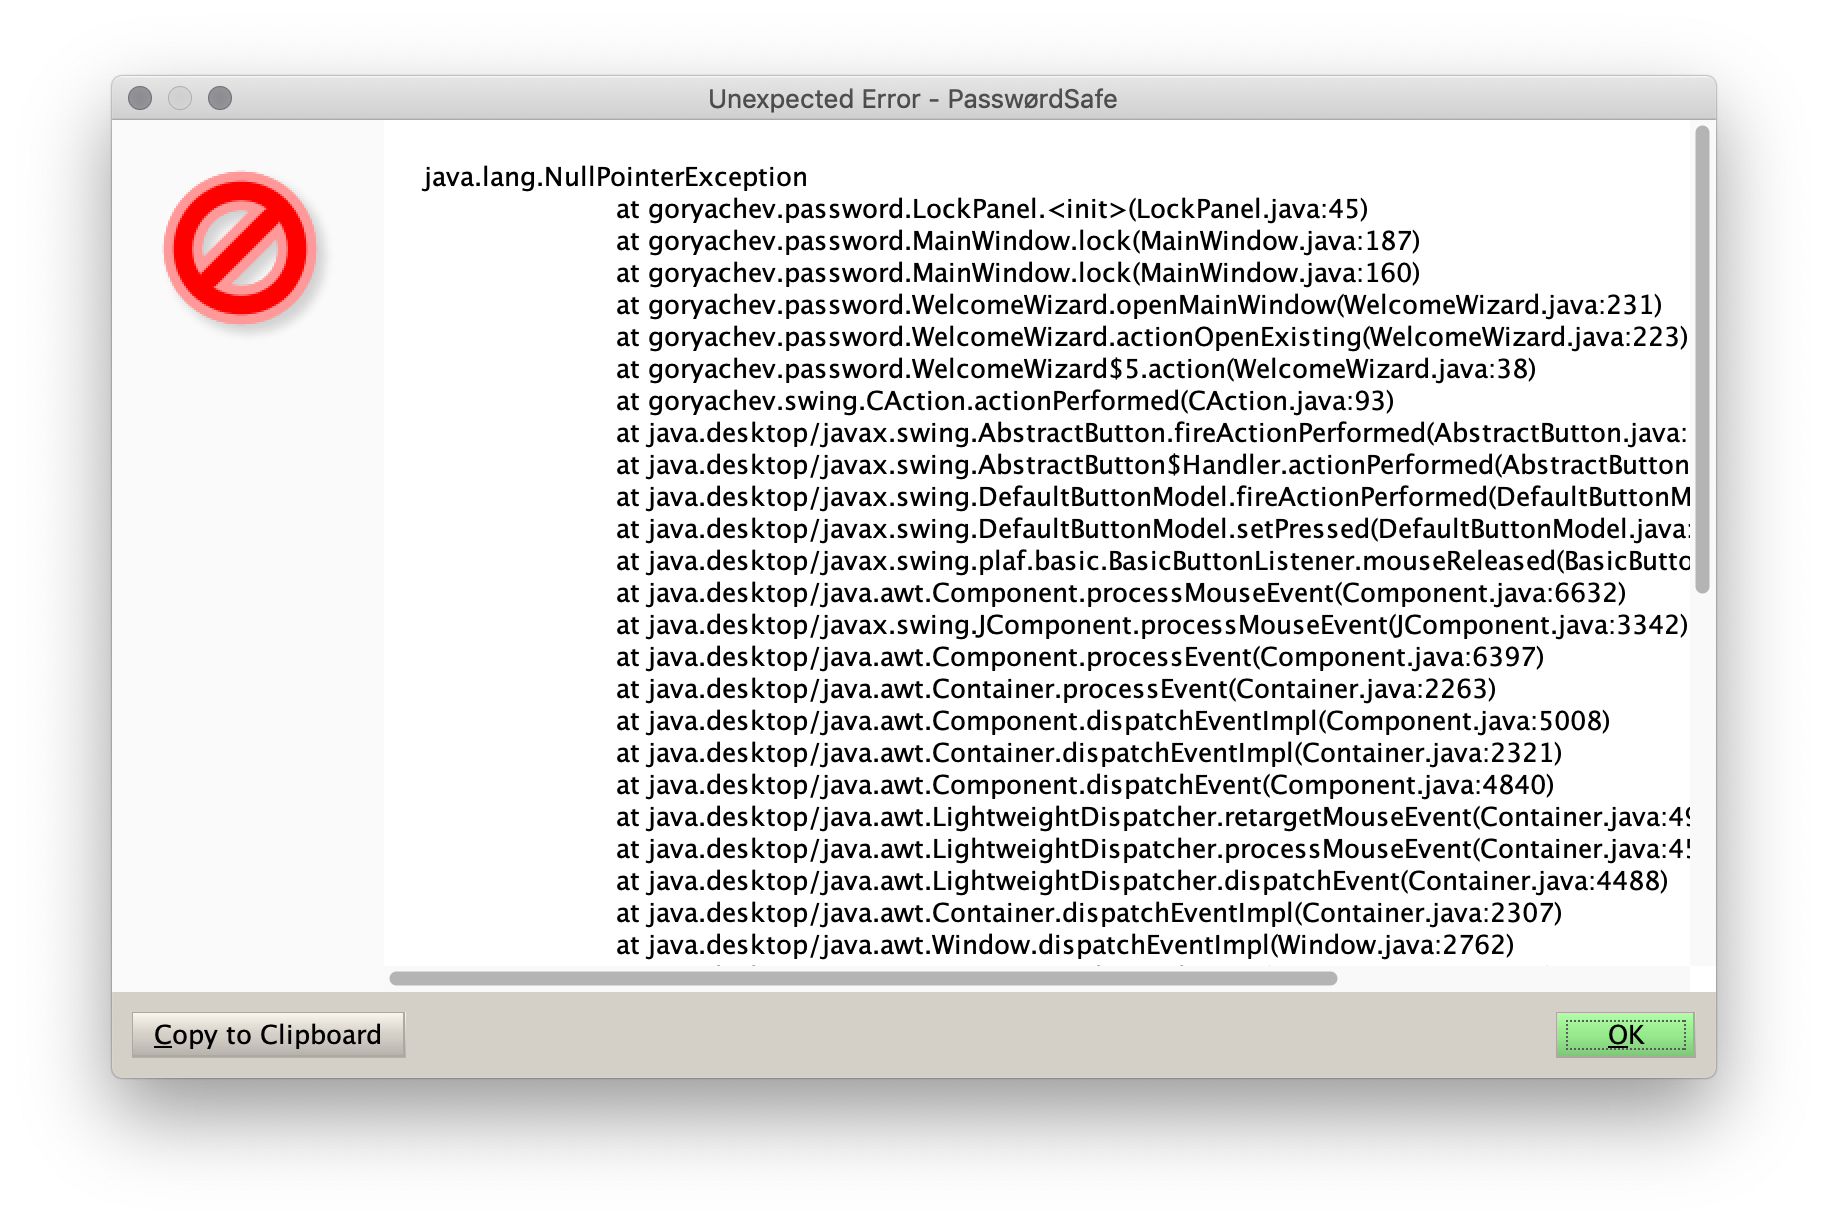 Unexpected Error - PasswørdSafe
java.lang.NullPointerException
at goryachev.password.LockPanel.<init>(LockPanel.java:45)
at goryachev.password.MainWindow.lock(MainWindow.java:187)
at goryachev.password.MainWindow.lock(MainWindow.java:160)
at goryachev.password.WelcomeWizard.openMainWindow(WelcomeWizard.java:231)
at goryachev.password.WelcomeWizard.actionOpenExisting(WelcomeWizard.java:223)
at goryachev.password.WelcomeWizard$5.action(WelcomeWizard.java:38)
at goryachev.swing.CAction.actionPerformed(CAction.java:93)
at java.desktop/javax.swing.AbstractButton.fireActionPerformed(AbstractButton.java:
at java.desktop/javax.swing.AbstractButton$Handler.actionPerformed(AbstractButton
at java.desktop/javax.swing.DefaultButtonModel.fireActionPerformed(DefaultButtonM
at java.desktop/javax.swing.DefaultButtonModel.setPressed(DefaultButtonModel.java:
at java.desktop/javax.swing.plaf.basic.BasicButtonListener.mouseReleased(BasicButto
at java.desktop/java.awt.Component.processMouseEvent(Component.java:6632)
at java.desktop/javax.swing.JComponent.processMouseEvent(JComponent.java:3342)
at java.desktop/java.awt.Component.processEvent(Component.java:6397)
at java.desktop/java.awt.Container.processEvent(Container.java:2263)
at java.desktop/java.awt.Component.dispatchEventImpl(Component.java:5008)
at java.desktop/java.awt.Container.dispatchEventImpl(Container.java:2321)
at java.desktop/java.awt.Component.dispatchEvent(Component.java:4840)
at java.desktop/java.awt.LightweightDispatcher.retargetMouseEvent(Container.java:49
at java.desktop/java.awt.LightweightDispatcher.processMouseEvent(Container.java:45
at java.desktop/java.awt.LightweightDispatcher.dispatchEvent(Container.java:4488)
at java.desktop/java.awt.Container.dispatchEventImpl(Container.java:2307)
at java.desktop/java.awt.Window.dispatchEventImpl(Window.java:2762)
Copy to Clipboard
OK